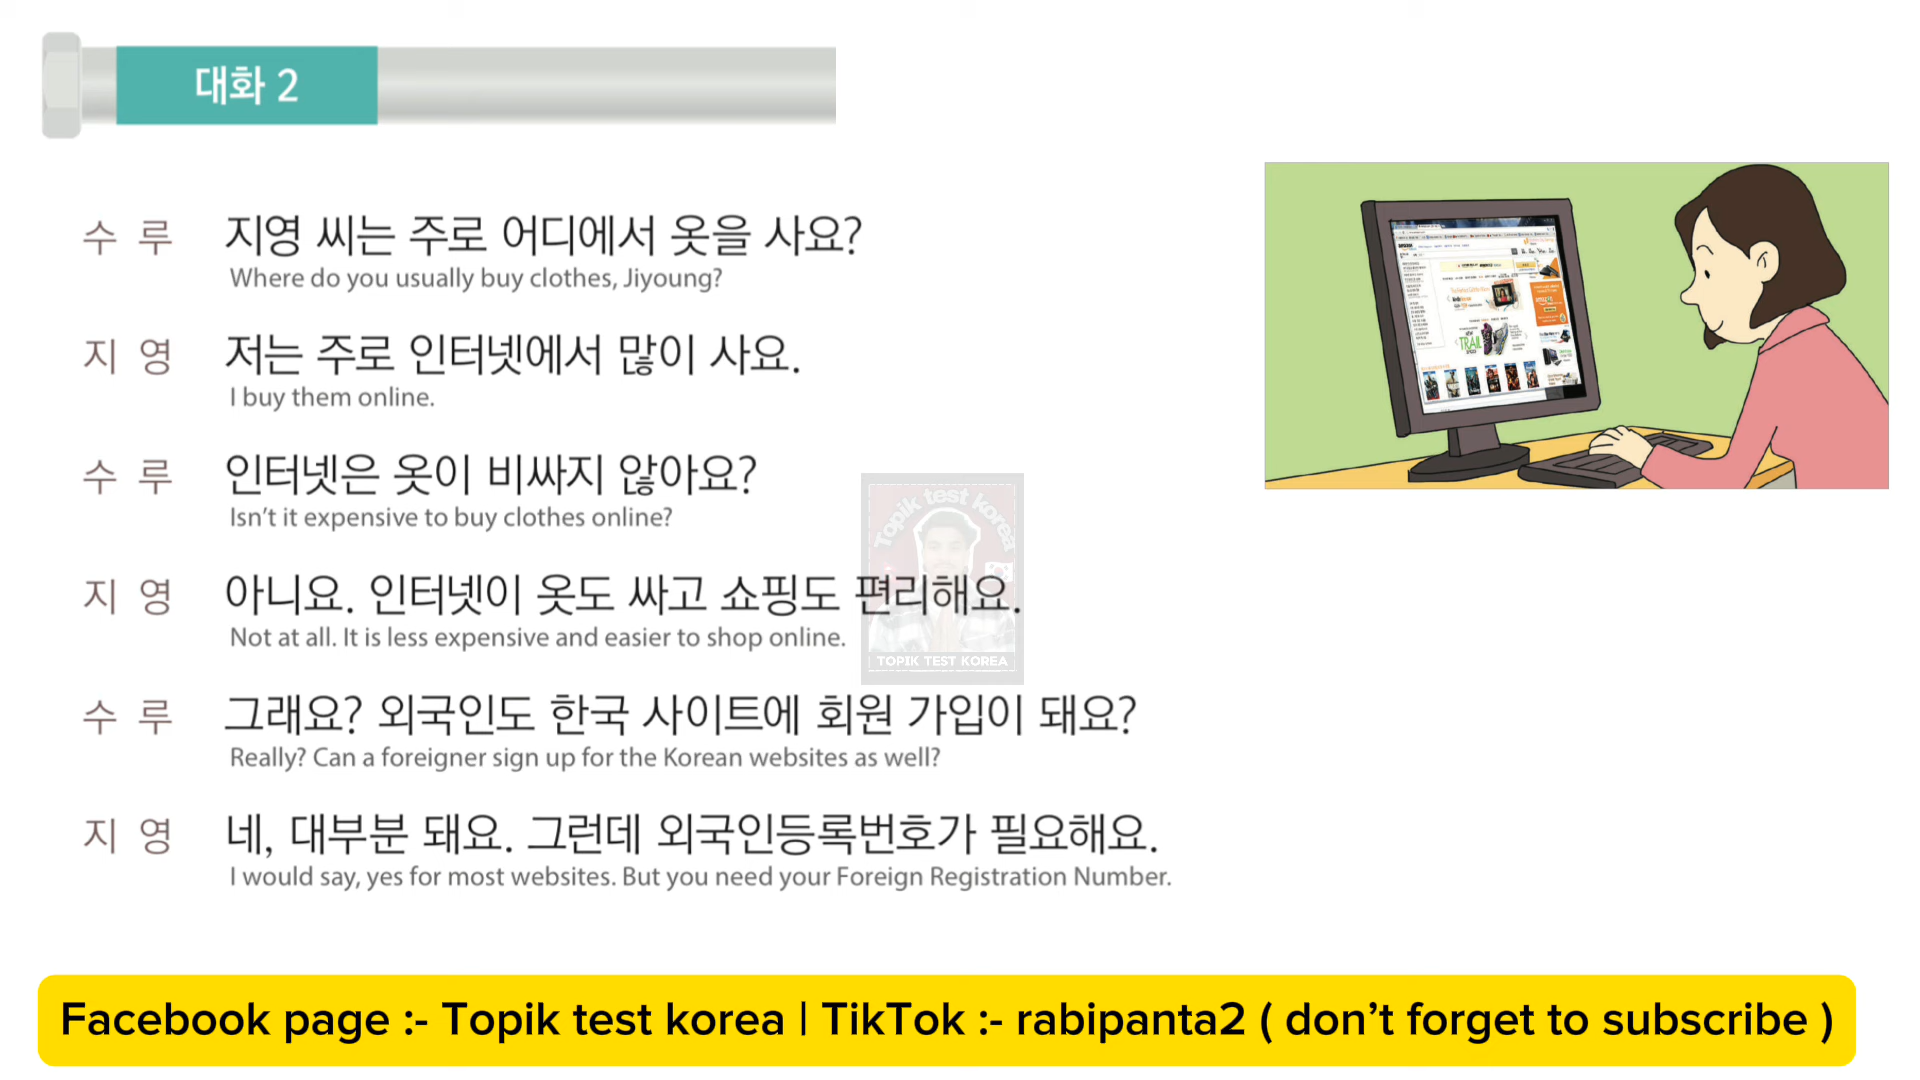 대화 2
수 루 지영 씨는 주로 어디에서 옷을 사요?
Where do you usually buy clothes, Jiyoung?
지 영 저는 주로 인터넷에서 많이 사요.
I buy them online.
수 루 인터넷은 옷이 비싸지 않아요?
Isn't it expensive to buy clothes online?
지 영 아니요. 인터넷이 옷도 싸고 쇼핑도 편리해요.
Not at all. It is less expensive and easier to shop online.
수 루 그래요? 외국인도 한국 사이트에 회원 가입이 돼요?
Really? Can a foreigner sign up for the Korean websites as well?
지 영 네, 대부분 돼요. 그런데 외국인등록번호가 필요해요.
I would say, yes for most websites. But you need your Foreign Registration Number.
Topik test korea
TOPIK TEST KOREA
TRAIL
Facebook page :- Topik test korea | TikTok :- rabipanta2 ( don't forget to subscribe )